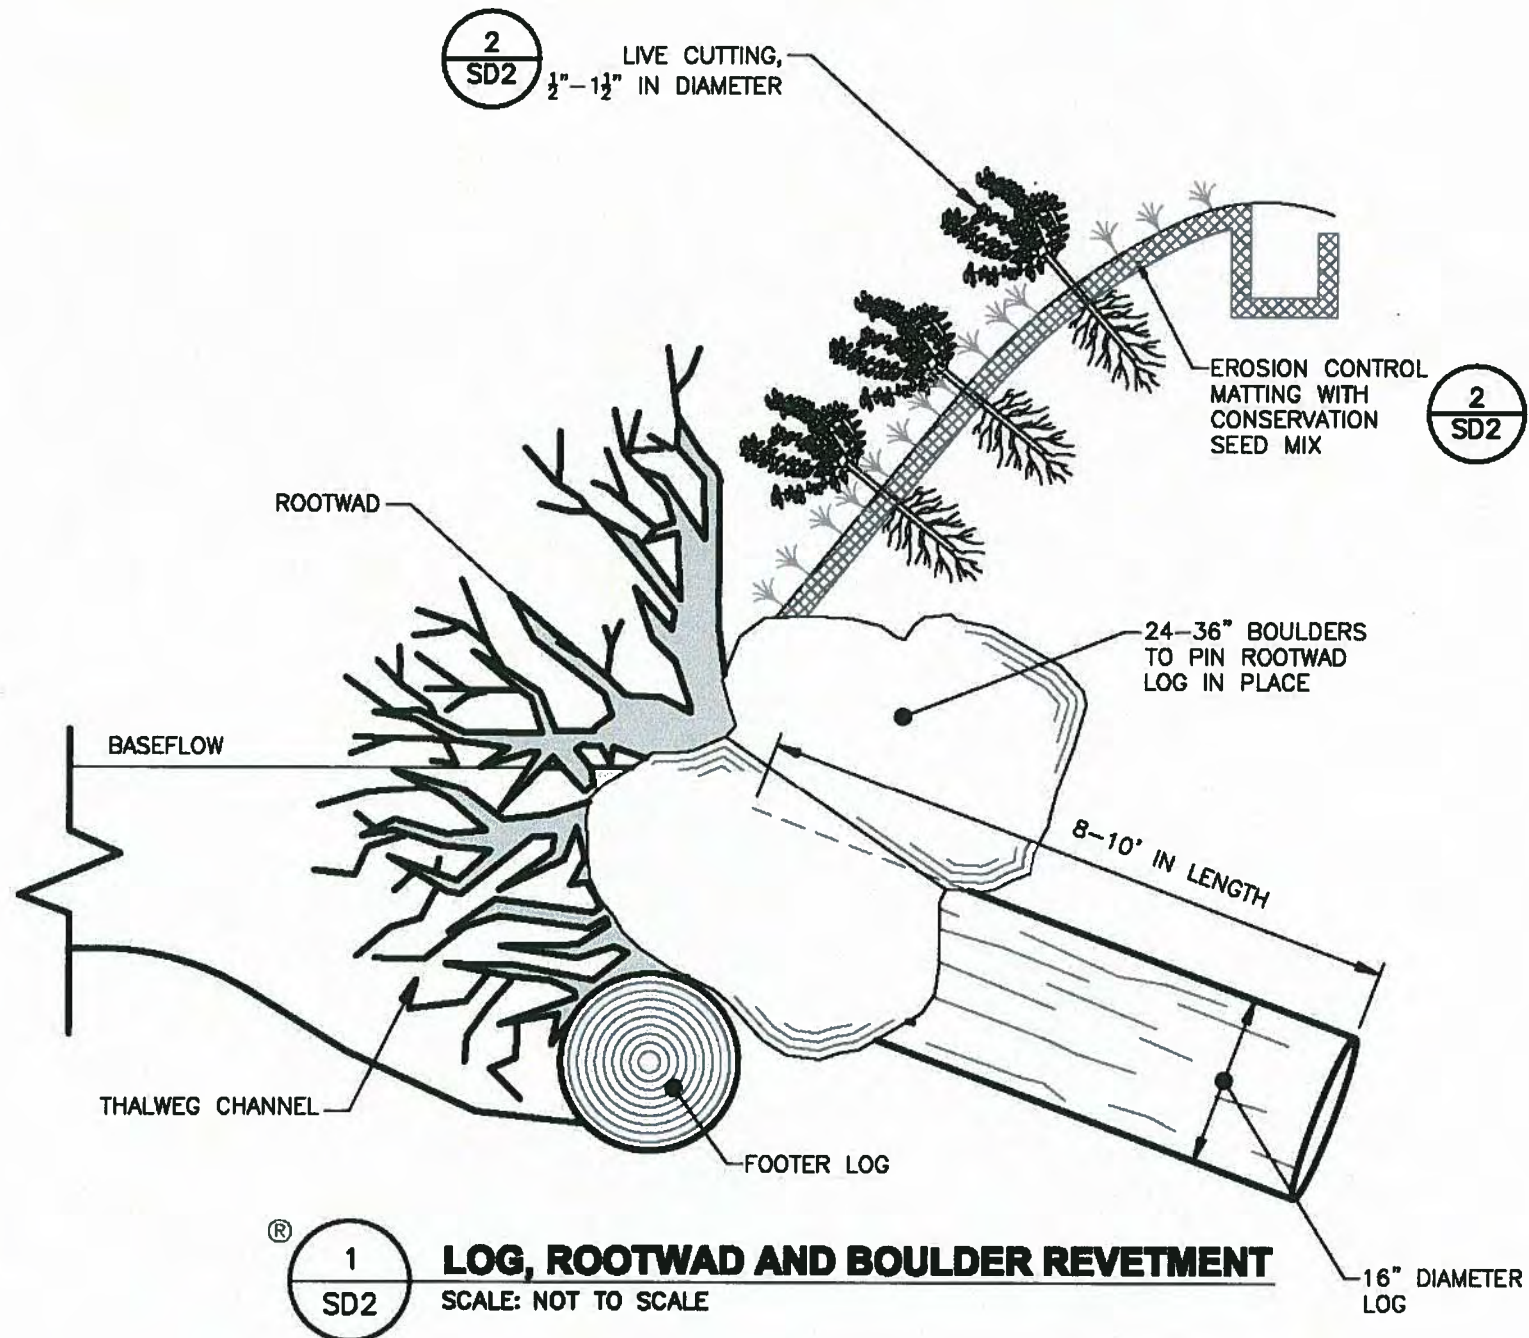 2
SD2
LIVE CUTTING,
½"-1½" IN DIAMETER
EROSION CONTROL
MATTING WITH
CONSERVATION
SEED MIX
2
SD2
ROOTWAD
24-36" BOULDERS
TO PIN ROOTWAD
LOG IN PLACE
BASEFLOW
8-10' IN LENGTH
THALWEG CHANNEL
FOOTER LOG
®
1
SD2
LOG, ROOTWAD AND BOULDER REVETMENT
SCALE: NOT TO SCALE
16" DIAMETER
LOG